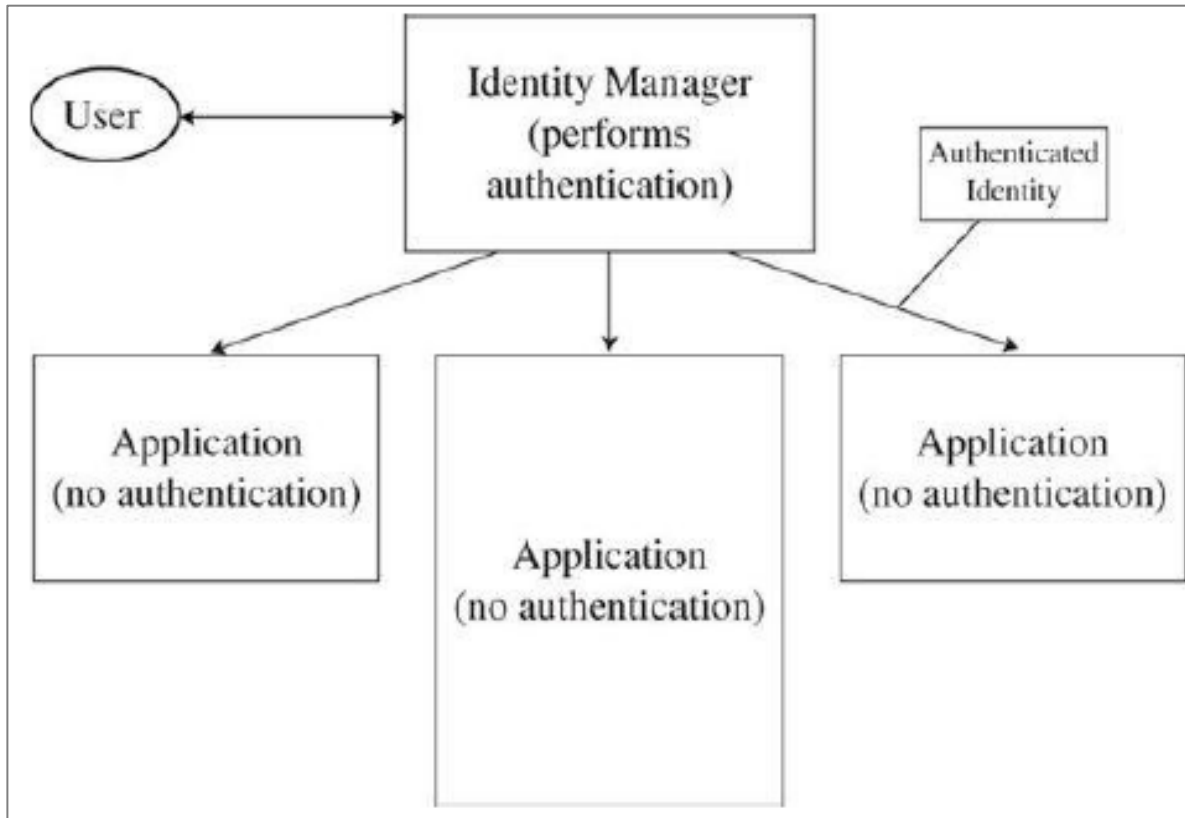 User
Identity Manager
(performs
authentication)
Authenticated
Identity
Application
(no authentication)
Application
(no authentication)
Application
(no authentication)